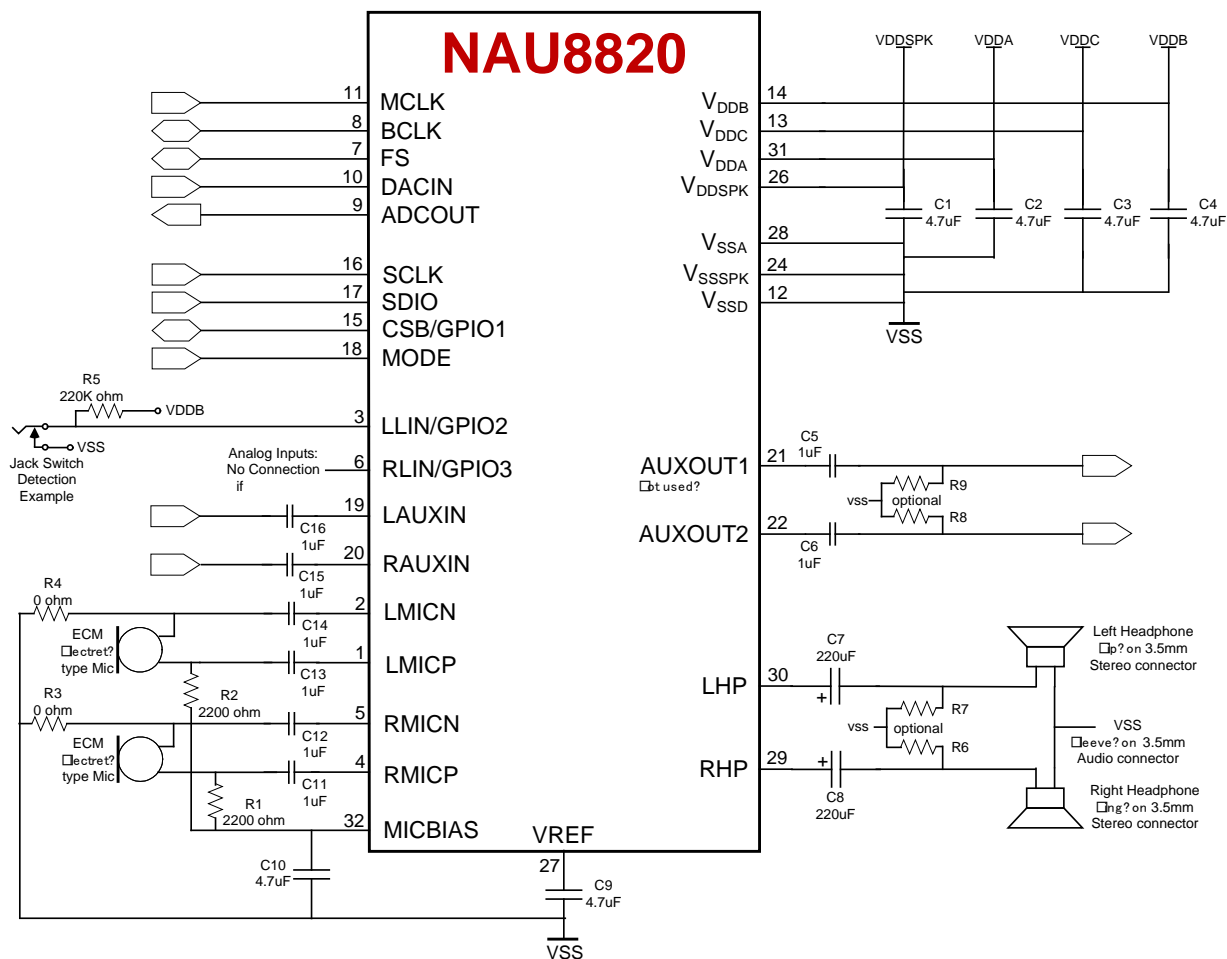 NAU8820
VDDSPK
VDDA
VDDC
VDDB
11
MCLK
8
BCLK
7
FS
10
DACIN
9
ADCOUT
16
SCLK
17
SDIO
15
CSB/GPIO1
18
MODE
VDDB
14
VDDC
13
VDDA
31
VDDSPK
26
VSSA
28
VSSSPK
24
VSSD
12
C1
4.7uF
C2
4.7uF
C3
4.7uF
C4
4.7uF
VSS
R5
220K ohm
VDDB
VSS
Jack Switch
Detection
Example
3
LLIN/GPIO2
Analog Inputs:
No Connection
if
6
RLIN/GPIO3
19
LAUXIN
C16
1uF
20
RAUXIN
C15
1uF
AUXOUT1
□ot used?
21
C5
1uF
vss
optional
R9
R8
AUXOUT2
22
C6
1uF
R4
0 ohm
ECM
□lectret?
type Mic
2
LMICN
C14
1uF
1
LMICP
C13
1uF
R3
0 ohm
R2
2200 ohm
ECM
□lectret?
type Mic
5
RMICN
C12
1uF
4
RMICP
C11
1uF
R1
2200 ohm
32
MICBIAS
C10
4.7uF
VREF
27
C9
4.7uF
VSS
LHP
30
C7
220uF
+
vss
optional
R7
R6
RHP
29
+
C8
220uF
Left Headphone
□ip? on 3.5mm
Stereo connector
VSS
□leeve? on 3.5mm
Audio connector
Right Headphone
□ing? on 3.5mm
Stereo connector